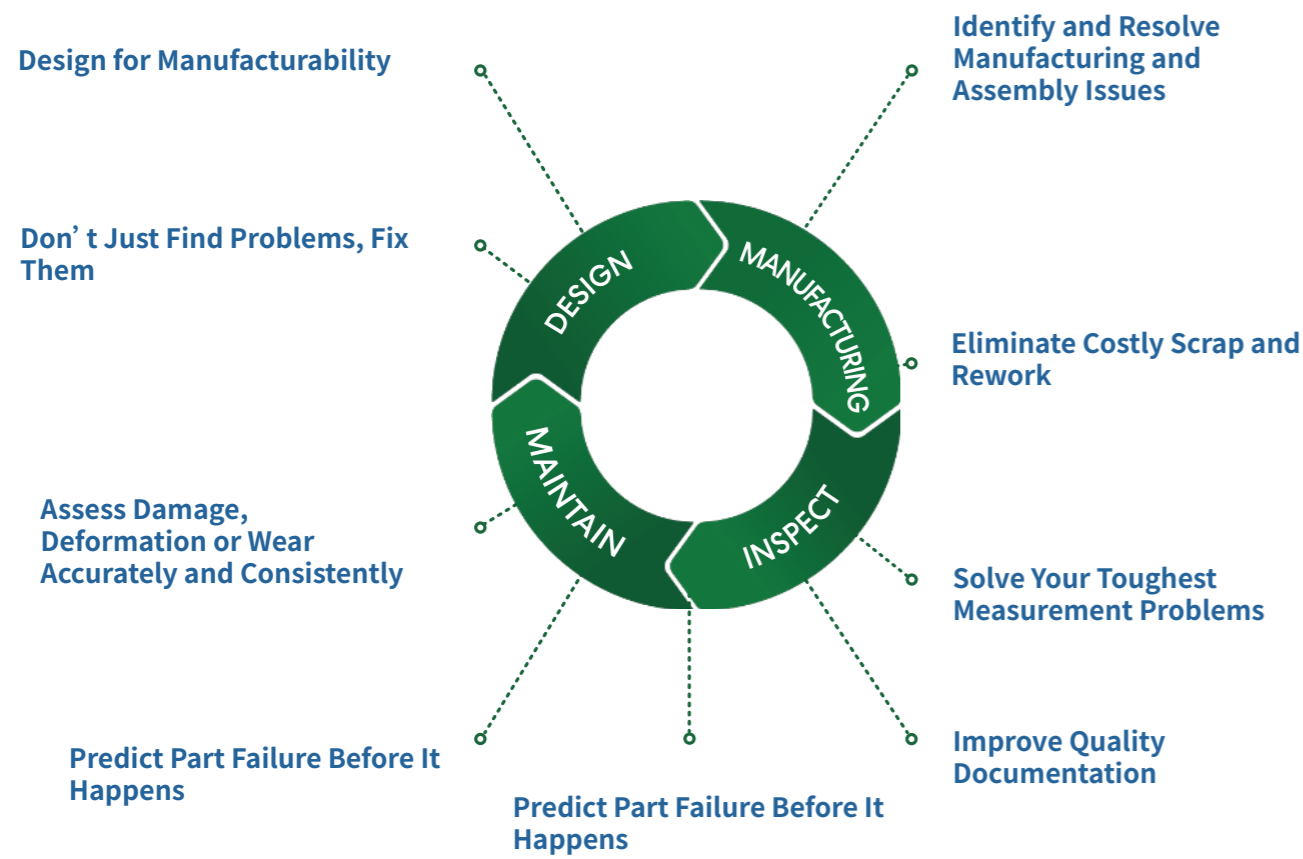 Design for Manufacturability
Identify and Resolve
Manufacturing and
Assembly Issues
Don’ t Just Find Problems, Fix
Them
DESIGN
MANUFACTURING
Eliminate Costly Scrap and
Rework
MAINTAIN
INSPECT
Assess Damage,
Deformation or Wear
Accurately and Consistently
Solve Your Toughest
Measurement Problems
Predict Part Failure Before It
Happens
Improve Quality
Documentation
Predict Part Failure Before It
Happens